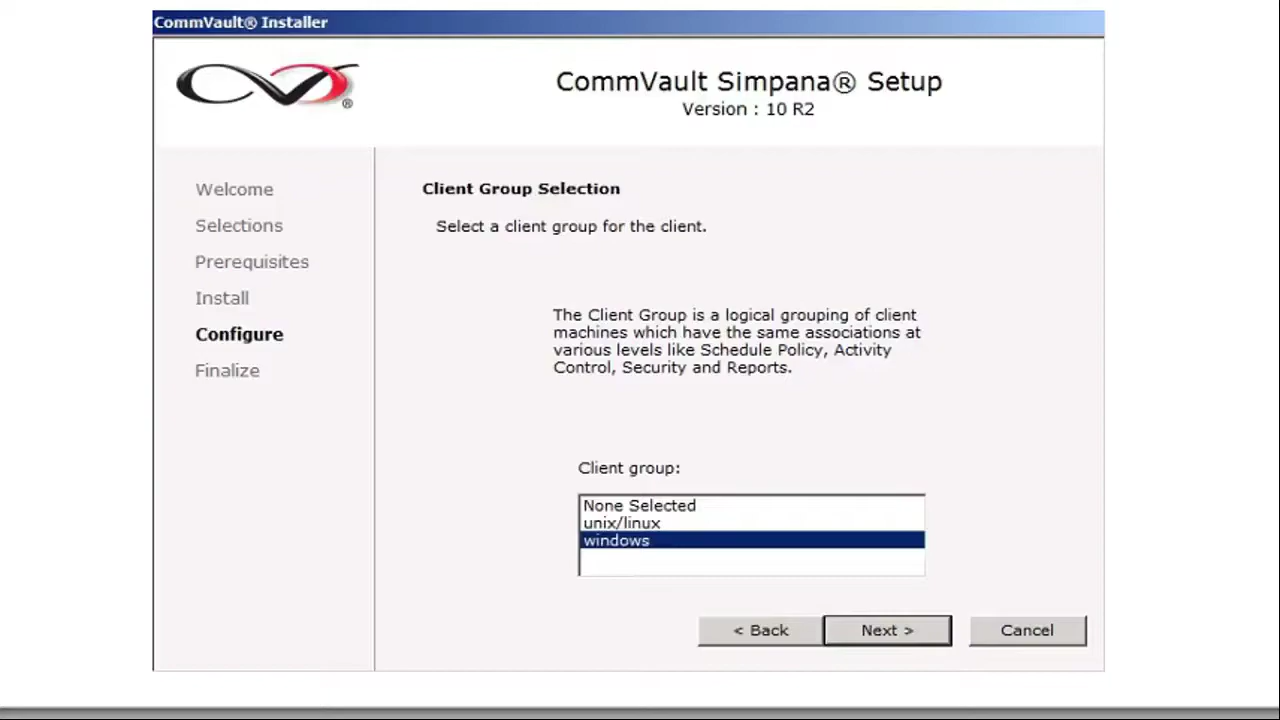 CommVault® Installer
®
CommVault Simpana® Setup
Version : 10 R2
Welcome
Selections
Prerequisites
Install
Configure
Finalize
Client Group Selection
Select a client group for the client.
The Client Group is a logical grouping of client
machines which have the same associations at
various levels like Schedule Policy, Activity
Control, Security and Reports.
Client group:
None Selected
unix/linux
windows
< Back
Next >
Cancel